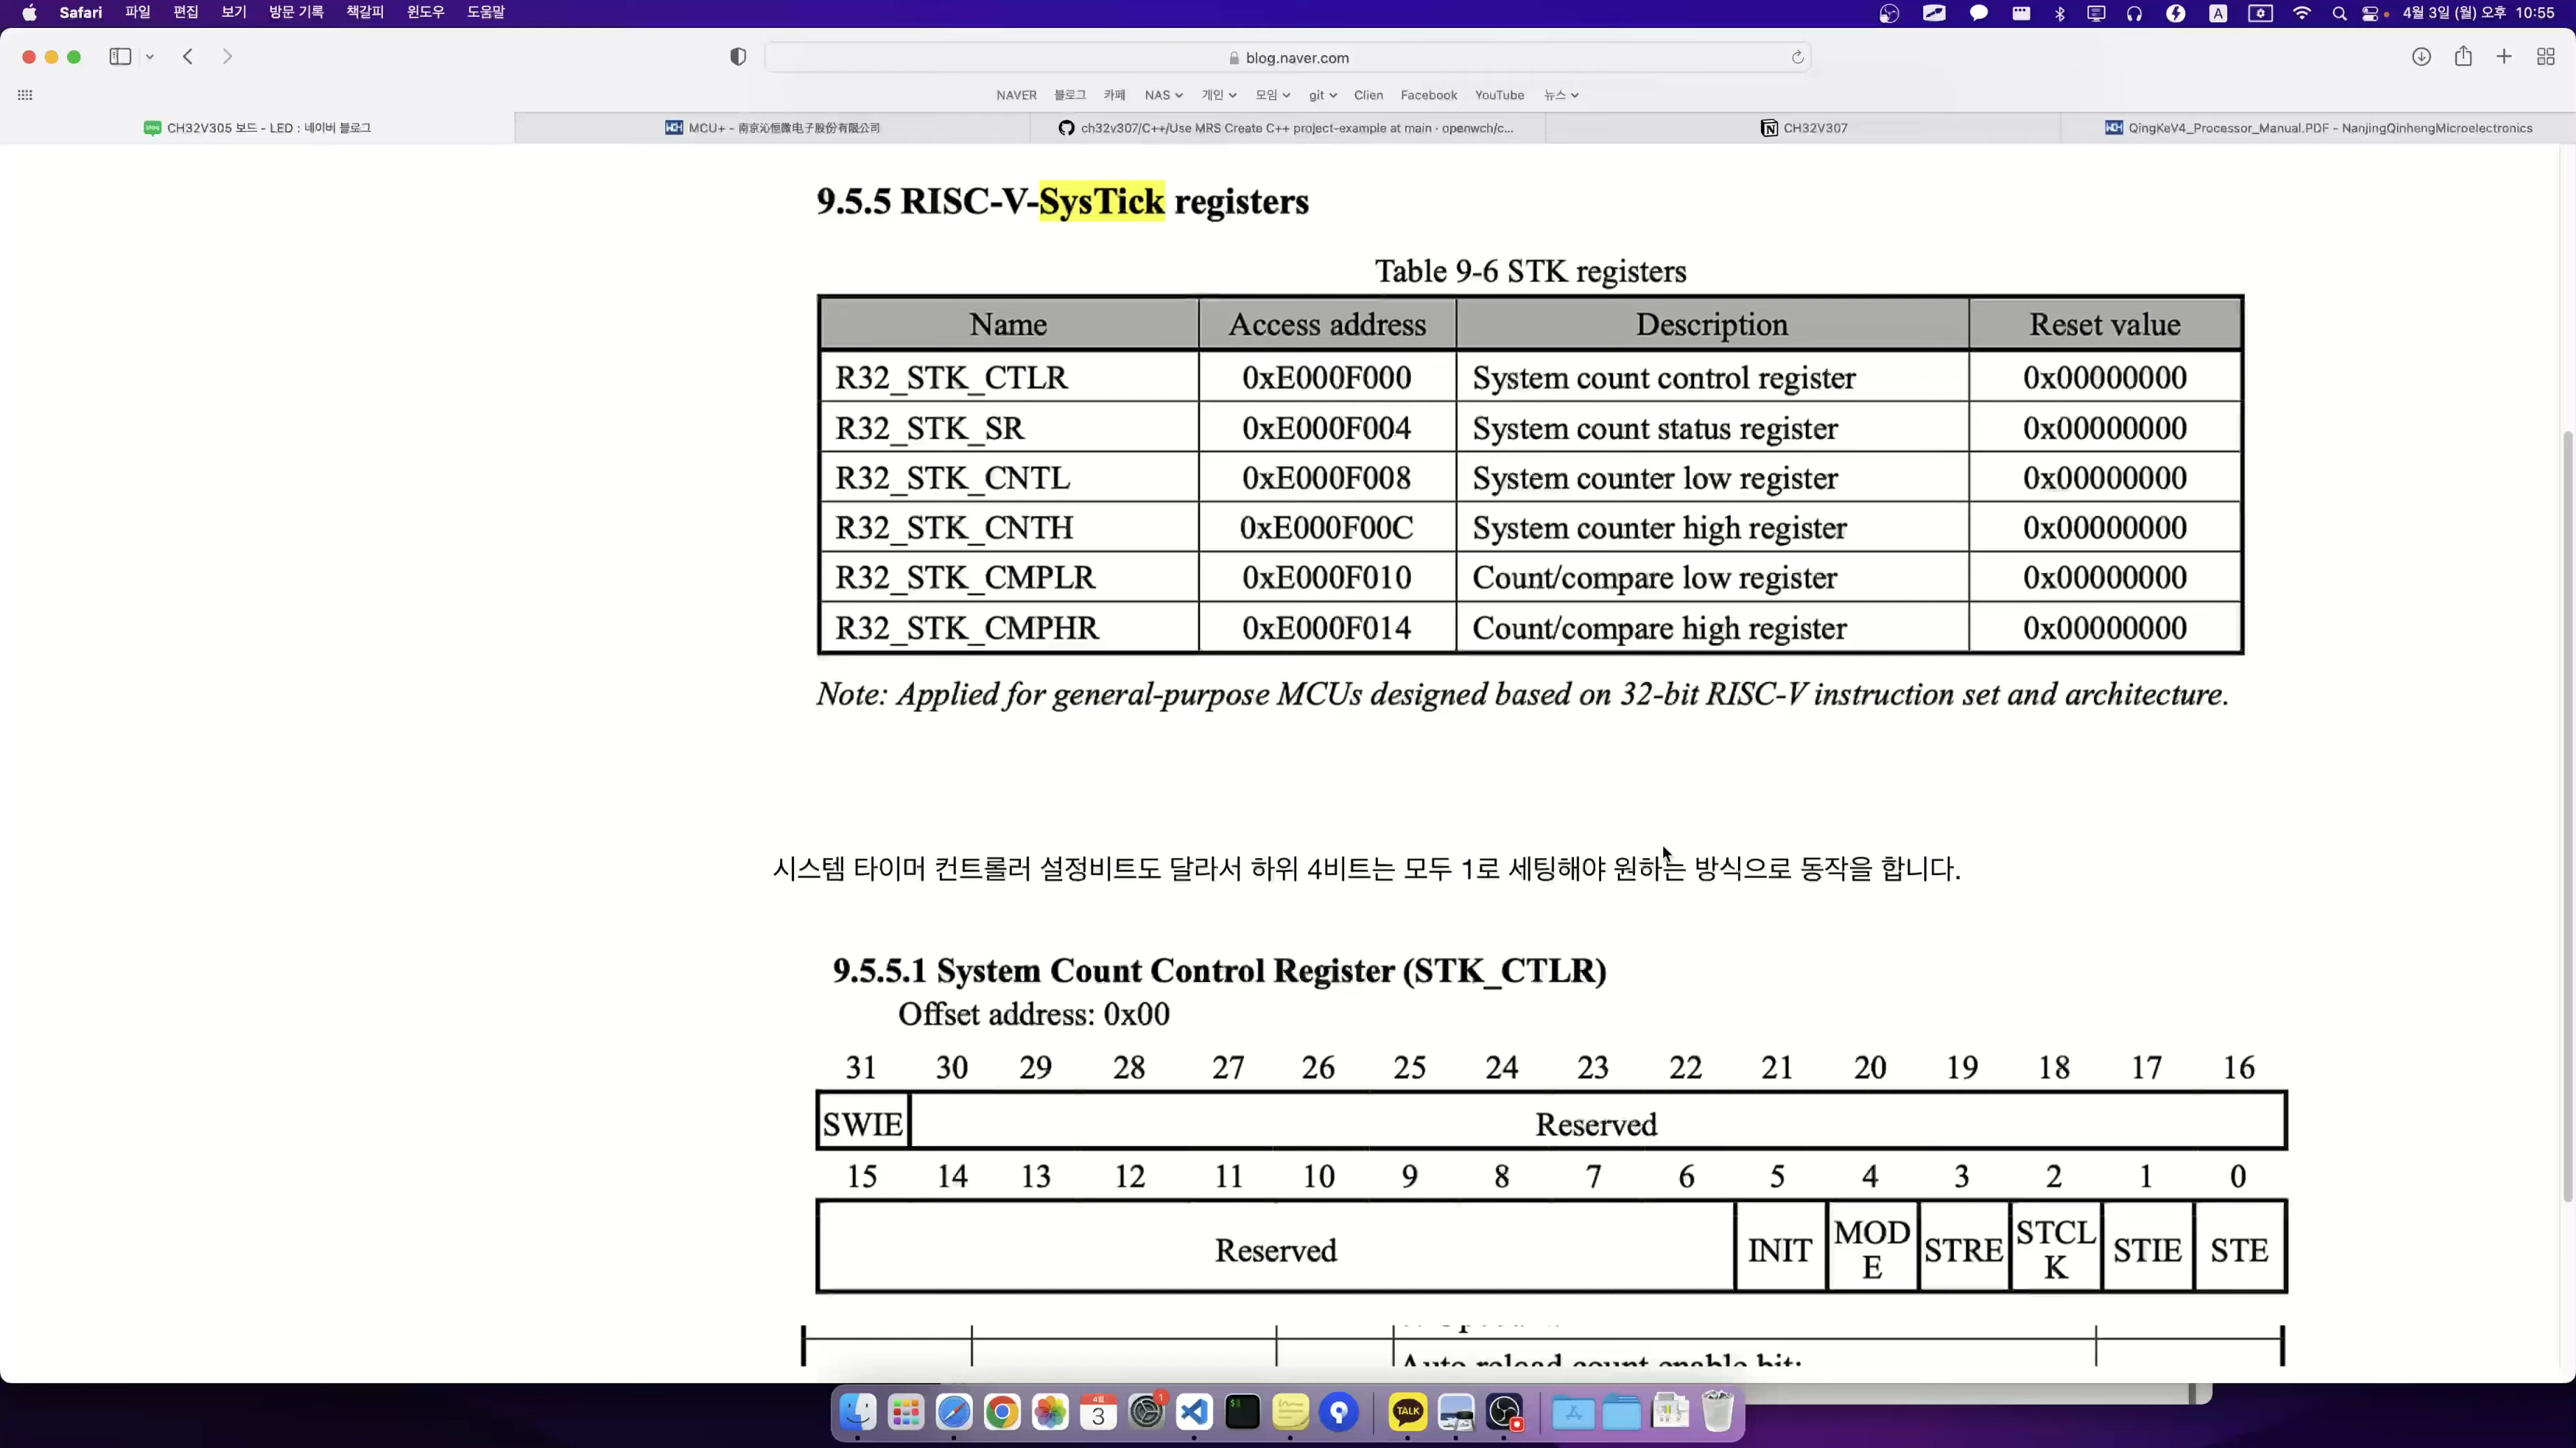 Safari 파일 편집 보기 방문 기록 책갈피 윈도우 도움말 4월 3일 (월) 오후 10:55
blog.naver.com
NAVER 블로그 카페 NAS 개인 모임 git Clien Facebook YouTube 뉴스
CH32V305 보드 - LED : 네이버 블로그 MCU+ - 南京沁恒微电子股份有限公司 ch32v307/C++/Use MRS Create C++ project-example at main · openwch/c... CH32V307 QingKeV4_Processor_Manual.PDF - NanjingQinhengMicroelectronics
9.5.5 RISC-V-SysTick registers
Table 9-6 STK registers
Name Access address Description Reset value
R32_STK_CTLR 0xE000F000 System count control register 0x00000000
R32_STK_SR 0xE000F004 System count status register 0x00000000
R32_STK_CNTL 0xE000F008 System counter low register 0x00000000
R32_STK_CNTH 0xE000F00C System counter high register 0x00000000
R32_STK_CMPLR 0xE000F010 Count/compare low register 0x00000000
R32_STK_CMPHR 0xE000F014 Count/compare high register 0x00000000
Note: Applied for general-purpose MCUs designed based on 32-bit RISC-V instruction set and architecture.
시스템 타이머 컨트롤러 설정비트도 달라서 하위 4비트는 모두 1로 세팅해야 원하는 방식으로 동작을 합니다.
9.5.5.1 System Count Control Register (STK_CTLR)
Offset address: 0x00
31 30 29 28 27 26 25 24 23 22 21 20 19 18 17 16
SWIE Reserved
15 14 13 12 11 10 9 8 7 6 5 4 3 2 1 0
Reserved INIT MODE STRE STCLK STIE STE
Auto reload count enable bit:
4월 3 1 TALK